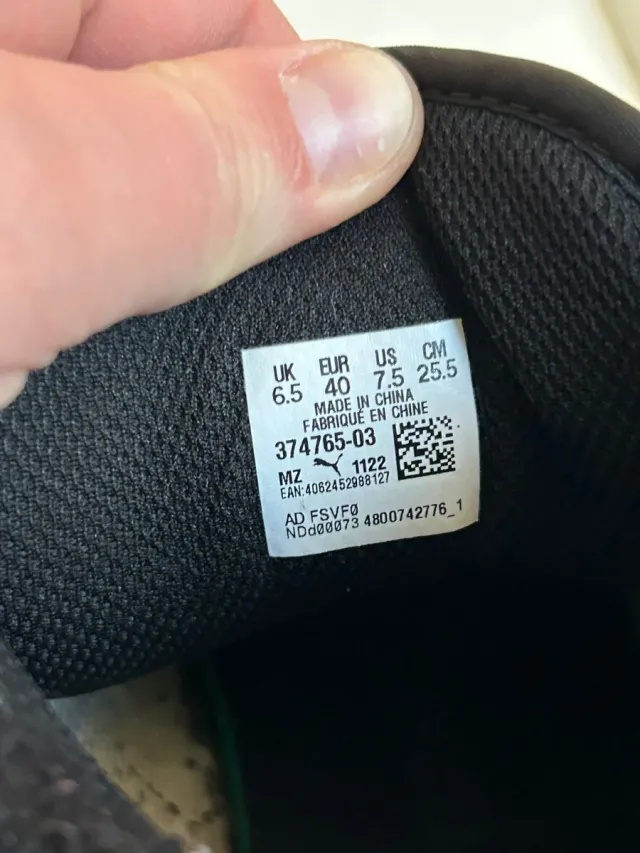 UK EUR US CM
6.5 40 7.5 25.5
MADE IN CHINA
FABRIQUÉ EN CHINE
374765-03
MZ 1122
EAN:4062452988127
AD FSVF0
NDd00073 4800742776_1